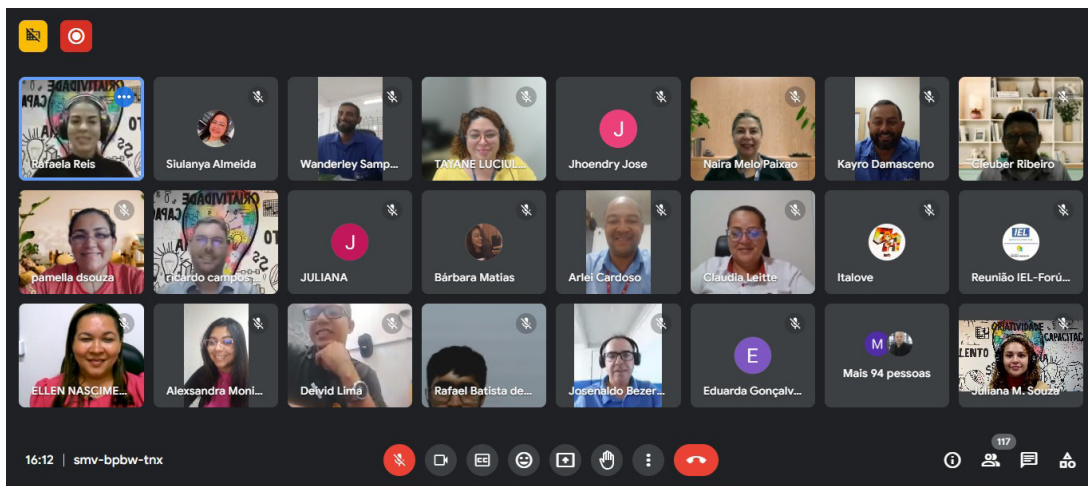 Rafaela Reis
Siulanya Almeida
Wanderley Samp...
TAYANE LUCIUL...
J
Jhoendry Jose
Naira Melo Paixao
Kayro Damasceno
Cleuber Ribeiro
pamella dsouza
ricardo campos
J
JULIANA
Bárbara Matias
Arlei Cardoso
Claudia Leitte
Italove
IEL
Reunião IEL-Forú...
ELLEN NASCIME...
Alexsandra Moni...
Deivid Lima
Rafael Batista de...
Josenaldo Bezer...
E
Eduarda Gonçalv...
M
Mais 94 pessoas
CRIATIVIDADE
CAPACITAÇ
LENTO
Juliana M. Souza
16:12 | smv-bpbw-tnx
CC
117